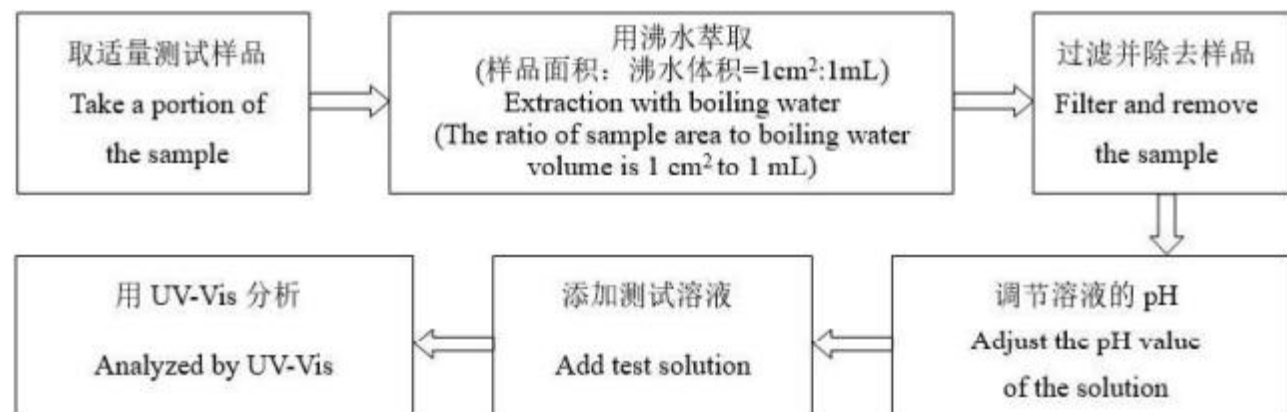 取适量测试样品
Take a portion of
the sample
用沸水萃取
(样品面积：沸水体积=1cm²:1mL)
Extraction with boiling water
(The ratio of sample area to boiling water
volume is 1 cm² to 1 mL)
过滤并除去样品
Filter and remove
the sample
调节溶液的 pH
Adjust the pH value
of the solution
添加测试溶液
Add test solution
用 UV-Vis 分析
Analyzed by UV-Vis